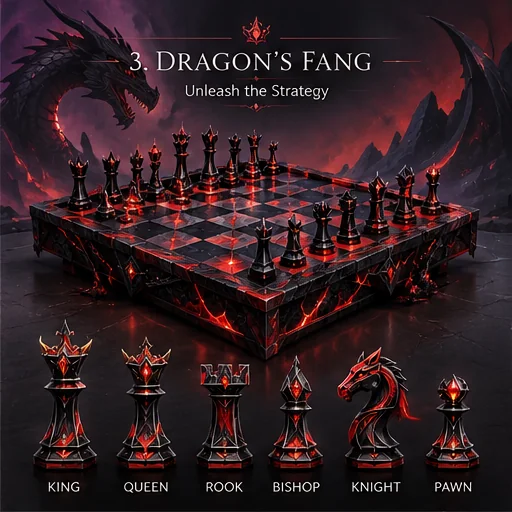 3. Dragon's Fang
Unleash the Strategy
KING QUEEN ROOK BISHOP KNIGHT PAWN